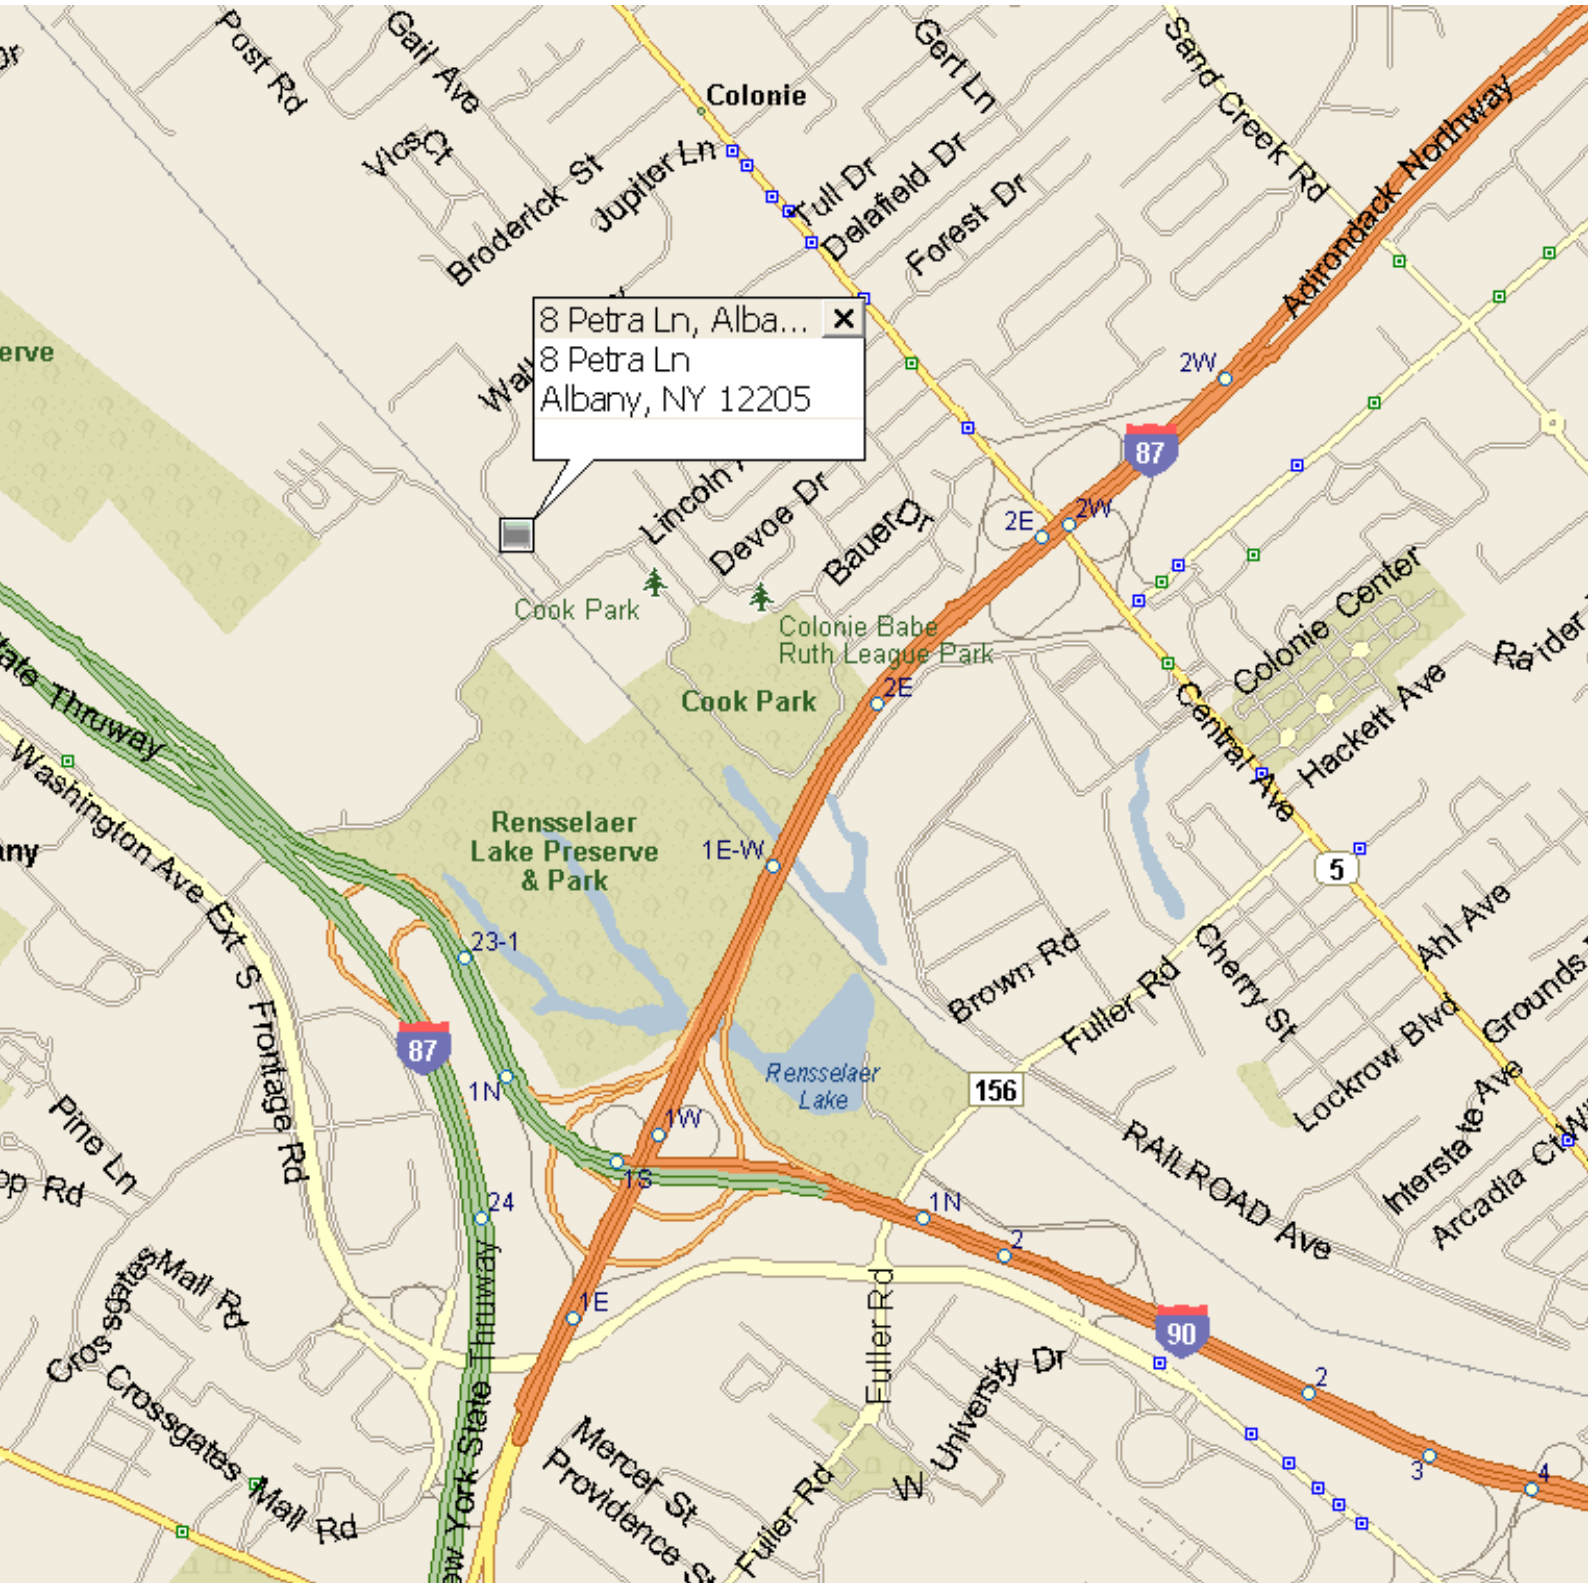 Post Rd
Gail Ave
Gert Ln
Sand Creek Rd
Colonie
Adirondack Northway
Vics Ct
Broderick St
Jupiter Ln
Tull Dr
Delafield Dr
Forest Dr
8 Petra Ln, Alba...
8 Petra Ln
Albany, NY 12205
erve
2W
87
Lincoln
Devoe Dr
Bauer Dr
2E
2W
Cook Park
Colonie Babe
Ruth League Park
Colonie Center
Raider
Hackett Ave
Cook Park
2E
Central Ave
tate Thruway
Washington Ave Ext
Rensselaer
Lake Preserve
& Park
1E-W
5
any
23-1
Ahl Ave
Brown Rd
Fuller Rd
Cherry St
Grounds
Lockrow Blvd
S Frontage Rd
87
1N
Rensselaer
Lake
156
Interstate Ave
Pine Ln
1W
RAILROAD Ave
Arcadia Ct
op Rd
1S
24
1N
2
Crossgates Mall Rd
1E
Fuller Rd
90
New York State Thruway
2
W University Dr
Crossgates Mall Rd
Mercer St
Providence St
Fuller Rd
3
4